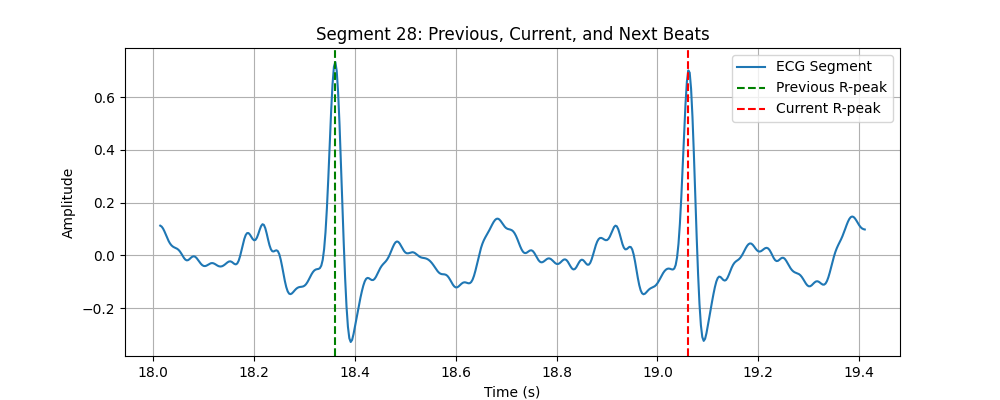 Segment 28: Previous, Current, and Next Beats
ECG Segment
Previous R-peak
Current R-peak
Amplitude
0.6
0.4
0.2
0.0
−0.2
18.0 18.2 18.4 18.6 18.8 19.0 19.2 19.4
Time (s)